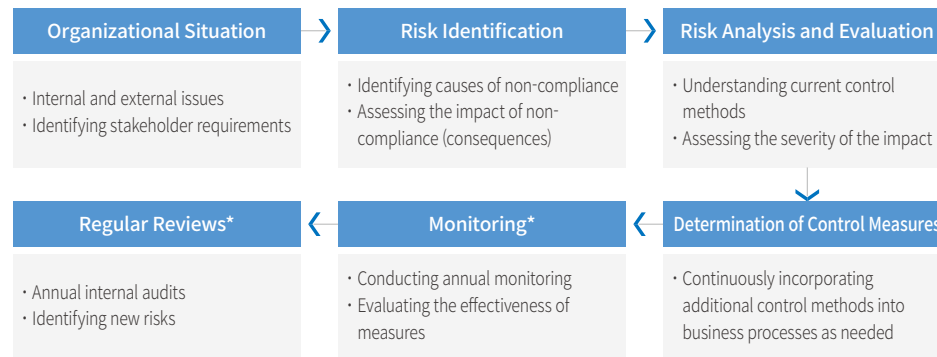 Organizational Situation
· Internal and external issues
· Identifying stakeholder requirements
Risk Identification
· Identifying causes of non-compliance
· Assessing the impact of non-
compliance (consequences)
Risk Analysis and Evaluation
· Understanding current control
methods
· Assessing the severity of the impact
Determination of Control Measures
· Continuously incorporating
additional control methods into
business processes as needed
Monitoring*
· Conducting annual monitoring
· Evaluating the effectiveness of
measures
Regular Reviews*
· Annual internal audits
· Identifying new risks